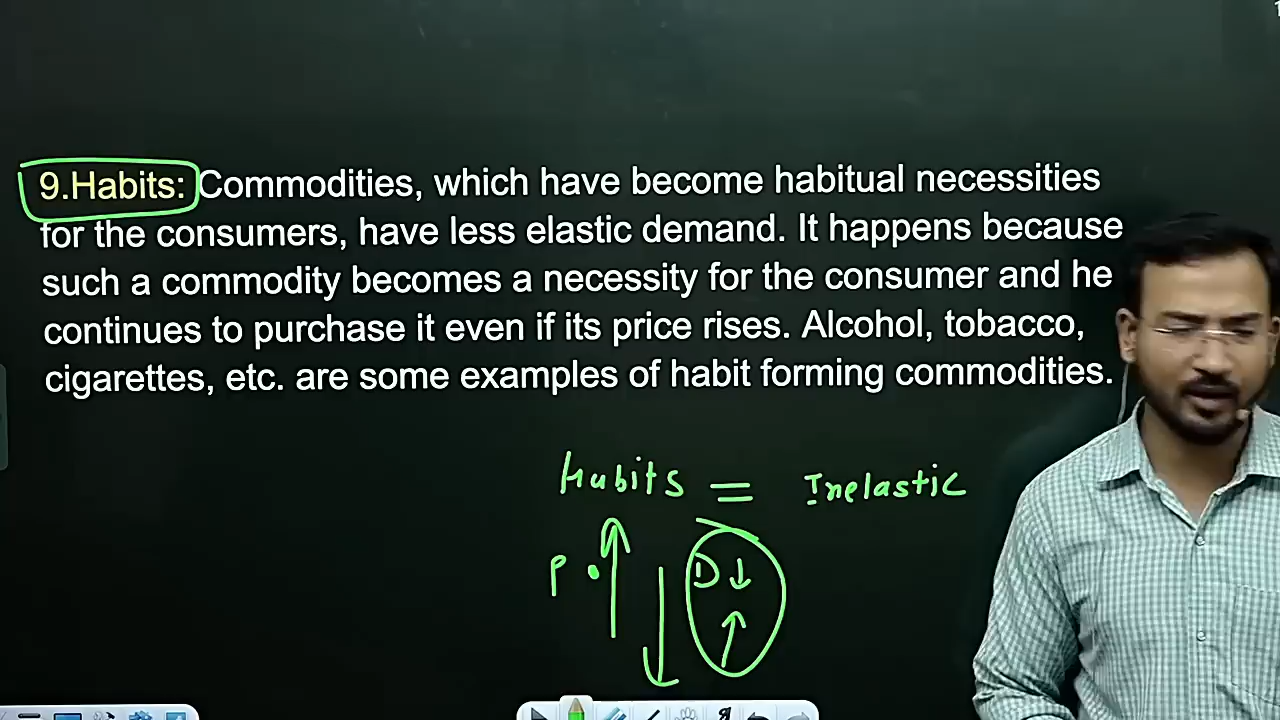 9.Habits: Commodities, which have become habitual necessities
for the consumers, have less elastic demand. It happens because
such a commodity becomes a necessity for the consumer and he
continues to purchase it even if its price rises. Alcohol, tobacco,
cigarettes, etc. are some examples of habit forming commodities.
Habits = Inelastic
P ↑ ↓ D ↓
↑